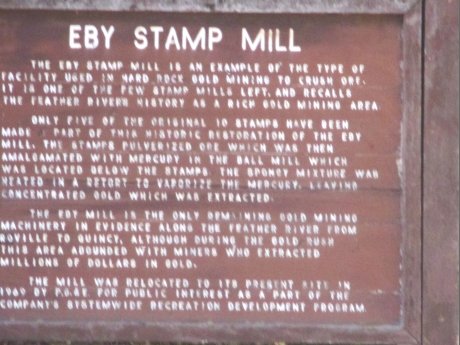 EBY STAMP MILL
THE EBY STAMP MILL IS AN EXAMPLE OF THE TYPE OF
FACILITY USED IN HARD ROCK GOLD MINING TO CRUSH ORE.
IT IS ONE OF THE FEW STAMP MILLS LEFT, AND RECALLS
THE FEATHER RIVER'S HISTORY AS A RICH GOLD MINING AREA
ONLY FIVE OF THE ORIGINAL 10 STAMPS HAVE BEEN
MADE A PART OF THIS HISTORIC RESTORATION OF THE EBY
MILL. THE STAMPS PULVERIZED ORE WHICH WAS THEN
AMALGAMATED WITH MERCURY IN THE BALL MILL WHICH
WAS LOCATED BELOW THE STAMPS. THE SPONGY MIXTURE WAS
HEATED IN A RETORT TO VAPORIZE THE MERCURY, LEAVING
CONCENTRATED GOLD WHICH WAS EXTRACTED.
THE EBY MILL IS THE ONLY REMAINING GOLD MINING
MACHINERY IN EVIDENCE ALONG THE FEATHER RIVER FROM
OROVILLE TO QUINCY, ALTHOUGH DURING THE GOLD RUSH
THIS AREA ABOUNDED WITH MINERS WHO EXTRACTED
MILLIONS OF DOLLARS IN GOLD.
THE MILL WAS RELOCATED TO ITS PRESENT SITE IN
1969 BY P.G.&E. FOR PUBLIC INTEREST AS A PART OF THE
COMPANY'S SYSTEMWIDE RECREATION DEVELOPMENT PROGRAM